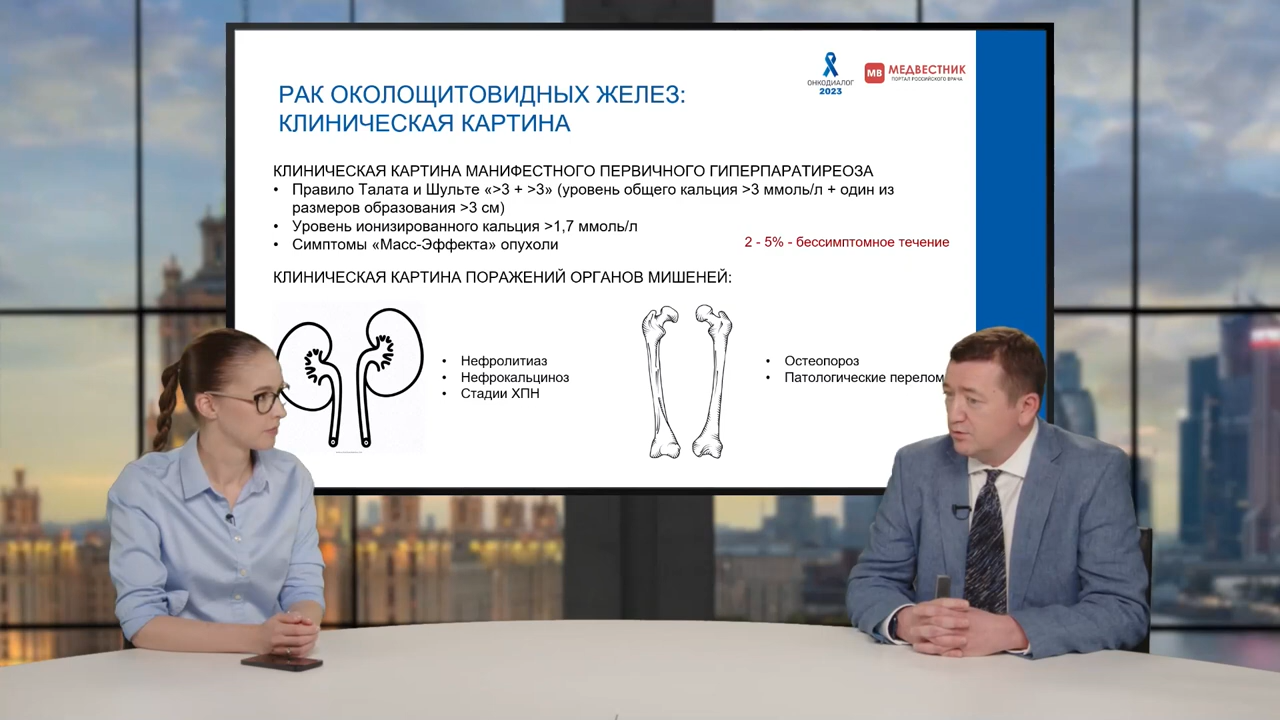 ОНКОДИАЛОГ
2023
МВ МЕДВЕСТНИК
ПОРТАЛ РОССИЙСКОГО ВРАЧА
РАК ОКОЛОЩИТОВИДНЫХ ЖЕЛЕЗ:
КЛИНИЧЕСКАЯ КАРТИНА
КЛИНИЧЕСКАЯ КАРТИНА МАНИФЕСТНОГО ПЕРВИЧНОГО ГИПЕРПАРАТИРЕОЗА
• Правило Талата и Шульте «>3 + >3» (уровень общего кальция >3 ммоль/л + один из
размеров образования >3 см)
• Уровень ионизированного кальция >1,7 ммоль/л
• Симптомы «Масс-Эффекта» опухоли
2 - 5% - бессимптомное течение
КЛИНИЧЕСКАЯ КАРТИНА ПОРАЖЕНИЙ ОРГАНОВ МИШЕНЕЙ:
• Нефролитиаз
• Нефрокальциноз
• Стадии ХПН
• Остеопороз
• Патологические перелом